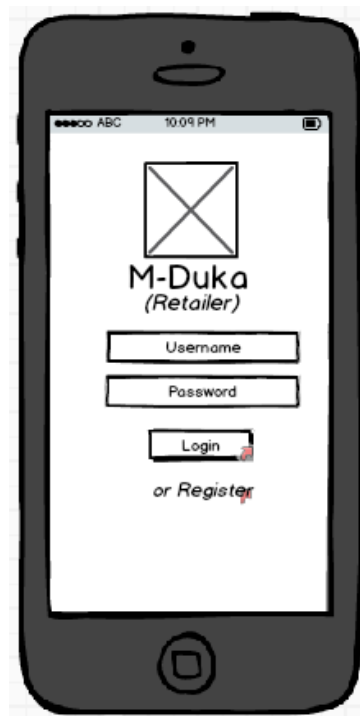 ABC 10:09 PM
M-Duka
(Retailer)
Username
Password
Login
or Register